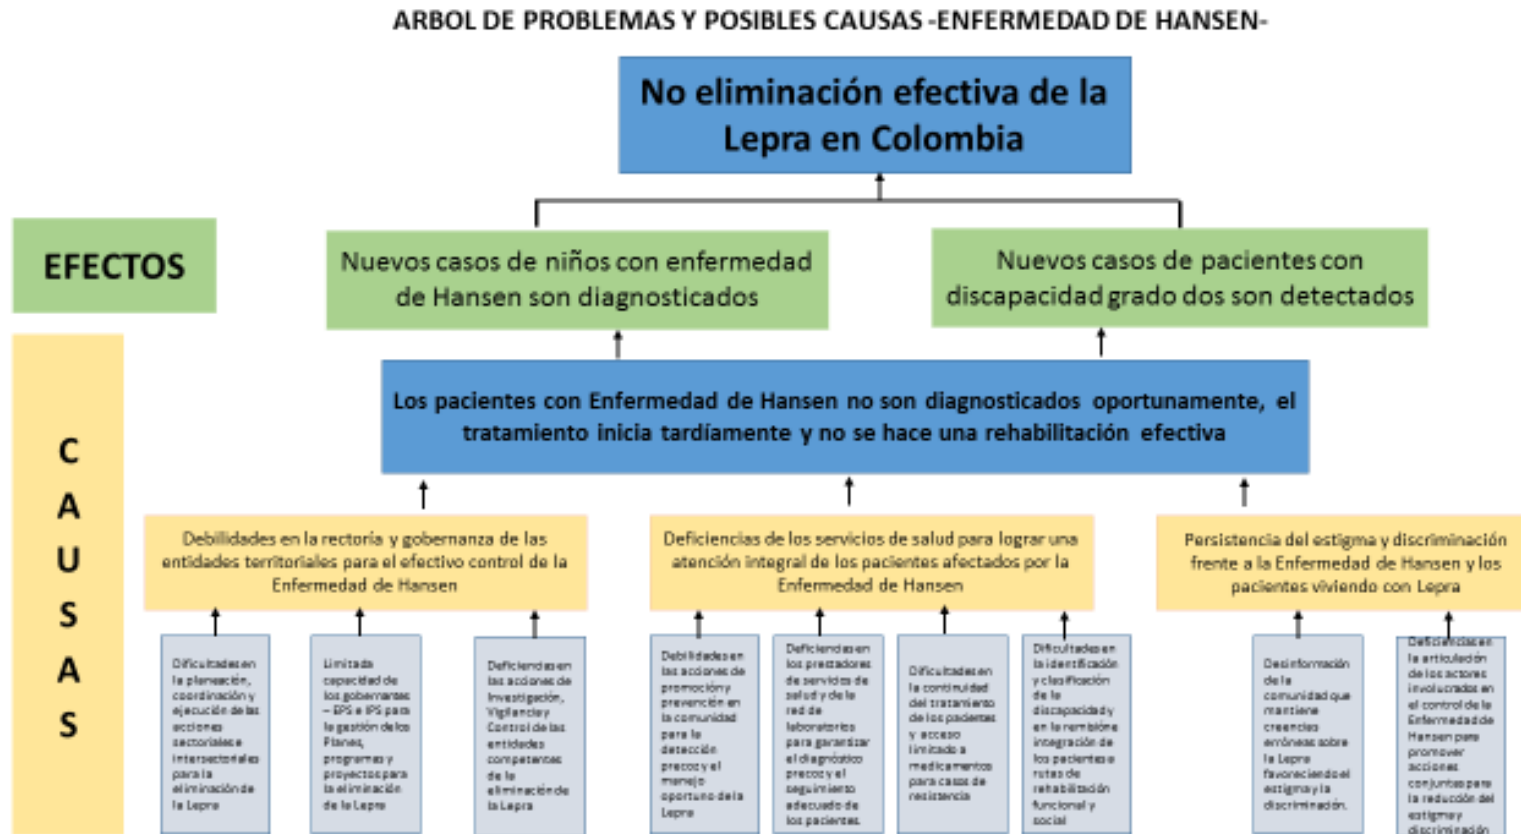 ARBOL DE PROBLEMAS Y POSIBLES CAUSAS -ENFERMEDAD DE HANSEN-
No eliminación efectiva de la
Lepra en Colombia
EFECTOS
Nuevos casos de niños con enfermedad
de Hansen son diagnosticados
Nuevos casos de pacientes con
discapacidad grado dos son detectados
C
A
U
S
A
S
Los pacientes con Enfermedad de Hansen no son diagnosticados oportunamente, el
tratamiento inicia tardíamente y no se hace una rehabilitación efectiva
Debilidades en la rectoría y gobernanza de las
entidades territoriales para el efectivo control de la
Enfermedad de Hansen
Deficiencias de los servicios de salud para lograr una
atención integral de los pacientes afectados por la
Enfermedad de Hansen
Persistencia del estigma y discriminación
frente a la Enfermedad de Hansen y los
pacientes viviendo con Lepra
Dificultades en
la planeación,
coordinación y
ejecución de las
acciones
sectoriales e
intersectoriales
para la
eliminación de
la Lepra
Limitada
capacidad de
los gobernantes
– EPS e IPS para
la gestión de los
Planes,
programas y
proyectos para
la eliminación
de la Lepra
Deficiencias en
las acciones de
Investigación,
Vigilancia y
Control de las
entidades
competentes
de la
eliminación de
la Lepra
Debilidades en
las acciones de
promoción y
prevención en
la comunidad
para la
detección
precoz y el
manejo
oportuno de la
Lepra
Deficiencias en
los prestadores
de servicios de
salud y de la
red de
laboratorios
para garantizar
el diagnóstico
precoz y el
seguimiento
adecuado de
los pacientes.
Dificultades en
la continuidad
del tratamiento
de los pacientes
y acceso
limitado a
medicamentos
para casos de
resistencia
Dificultades en
la identificación
y clasificación
de la
discapacidad y
en la remisión e
integración de
los pacientes a
rutas de
rehabilitación
funcional y
social
Desinformación
de la
comunidad que
mantiene
creencias
erróneas sobre
la Lepra
favoreciendo el
estigma y la
discriminación.
Deficiencias en
la articulación
de los actores
involucrados en
el control de la
Enfermedad de
Hansen para
promover
acciones
conjuntas para
la reducción del
estigma y
discriminación